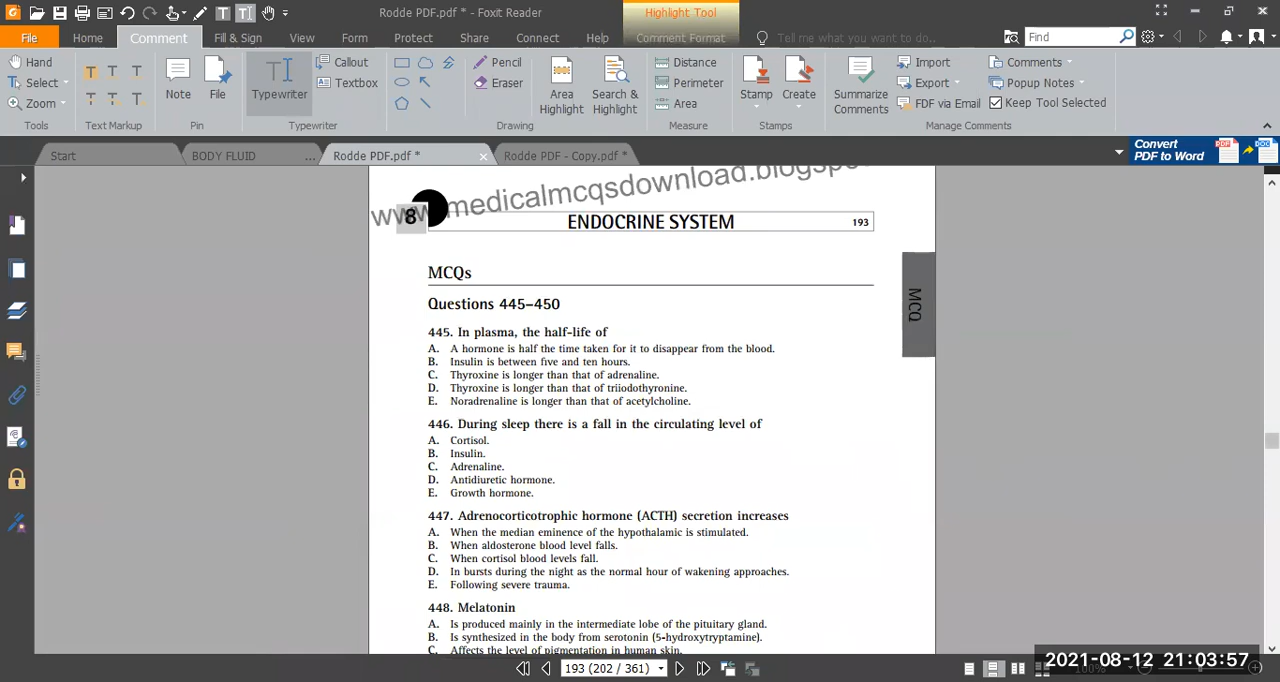 Rodde PDF.pdf * - Foxit Reader
Highlight Tool
File Home Comment Fill & Sign View Form Protect Share Connect Help Comment Format Tell me what you want to do.. Find
Hand
Select
Zoom
Tools
Text Markup
Note
File
Pin
Typewriter
Callout
Textbox
Typewriter
Pencil
Eraser
Area Highlight
Search & Highlight
Drawing
Distance
Perimeter
Area
Measure
Stamp
Create
Stamps
Summarize Comments
Import
Export
FDF via Email
Comments
Popup Notes
Keep Tool Selected
Manage Comments
Start
BODY FLUID ...
Rodde PDF.pdf *
Rodde PDF - Copy.pdf *
Convert
PDF to Word
8
ENDOCRINE SYSTEM
193
MCQ
MCQs
Questions 445–450
445. In plasma, the half-life of
A. A hormone is half the time taken for it to disappear from the blood.
B. Insulin is between five and ten hours.
C. Thyroxine is longer than that of adrenaline.
D. Thyroxine is longer than that of triiodothyronine.
E. Noradrenaline is longer than that of acetylcholine.
446. During sleep there is a fall in the circulating level of
A. Cortisol.
B. Insulin.
C. Adrenaline.
D. Antidiuretic hormone.
E. Growth hormone.
447. Adrenocorticotrophic hormone (ACTH) secretion increases
A. When the median eminence of the hypothalamic is stimulated.
B. When aldosterone blood level falls.
C. When cortisol blood levels fall.
D. In bursts during the night as the normal hour of wakening approaches.
E. Following severe trauma.
448. Melatonin
A. Is produced mainly in the intermediate lobe of the pituitary gland.
B. Is synthesized in the body from serotonin (5-hydroxytryptamine).
C. Affects the level of pigmentation in human skin.
193 (202 / 361)
2021-08-12 21:03:57